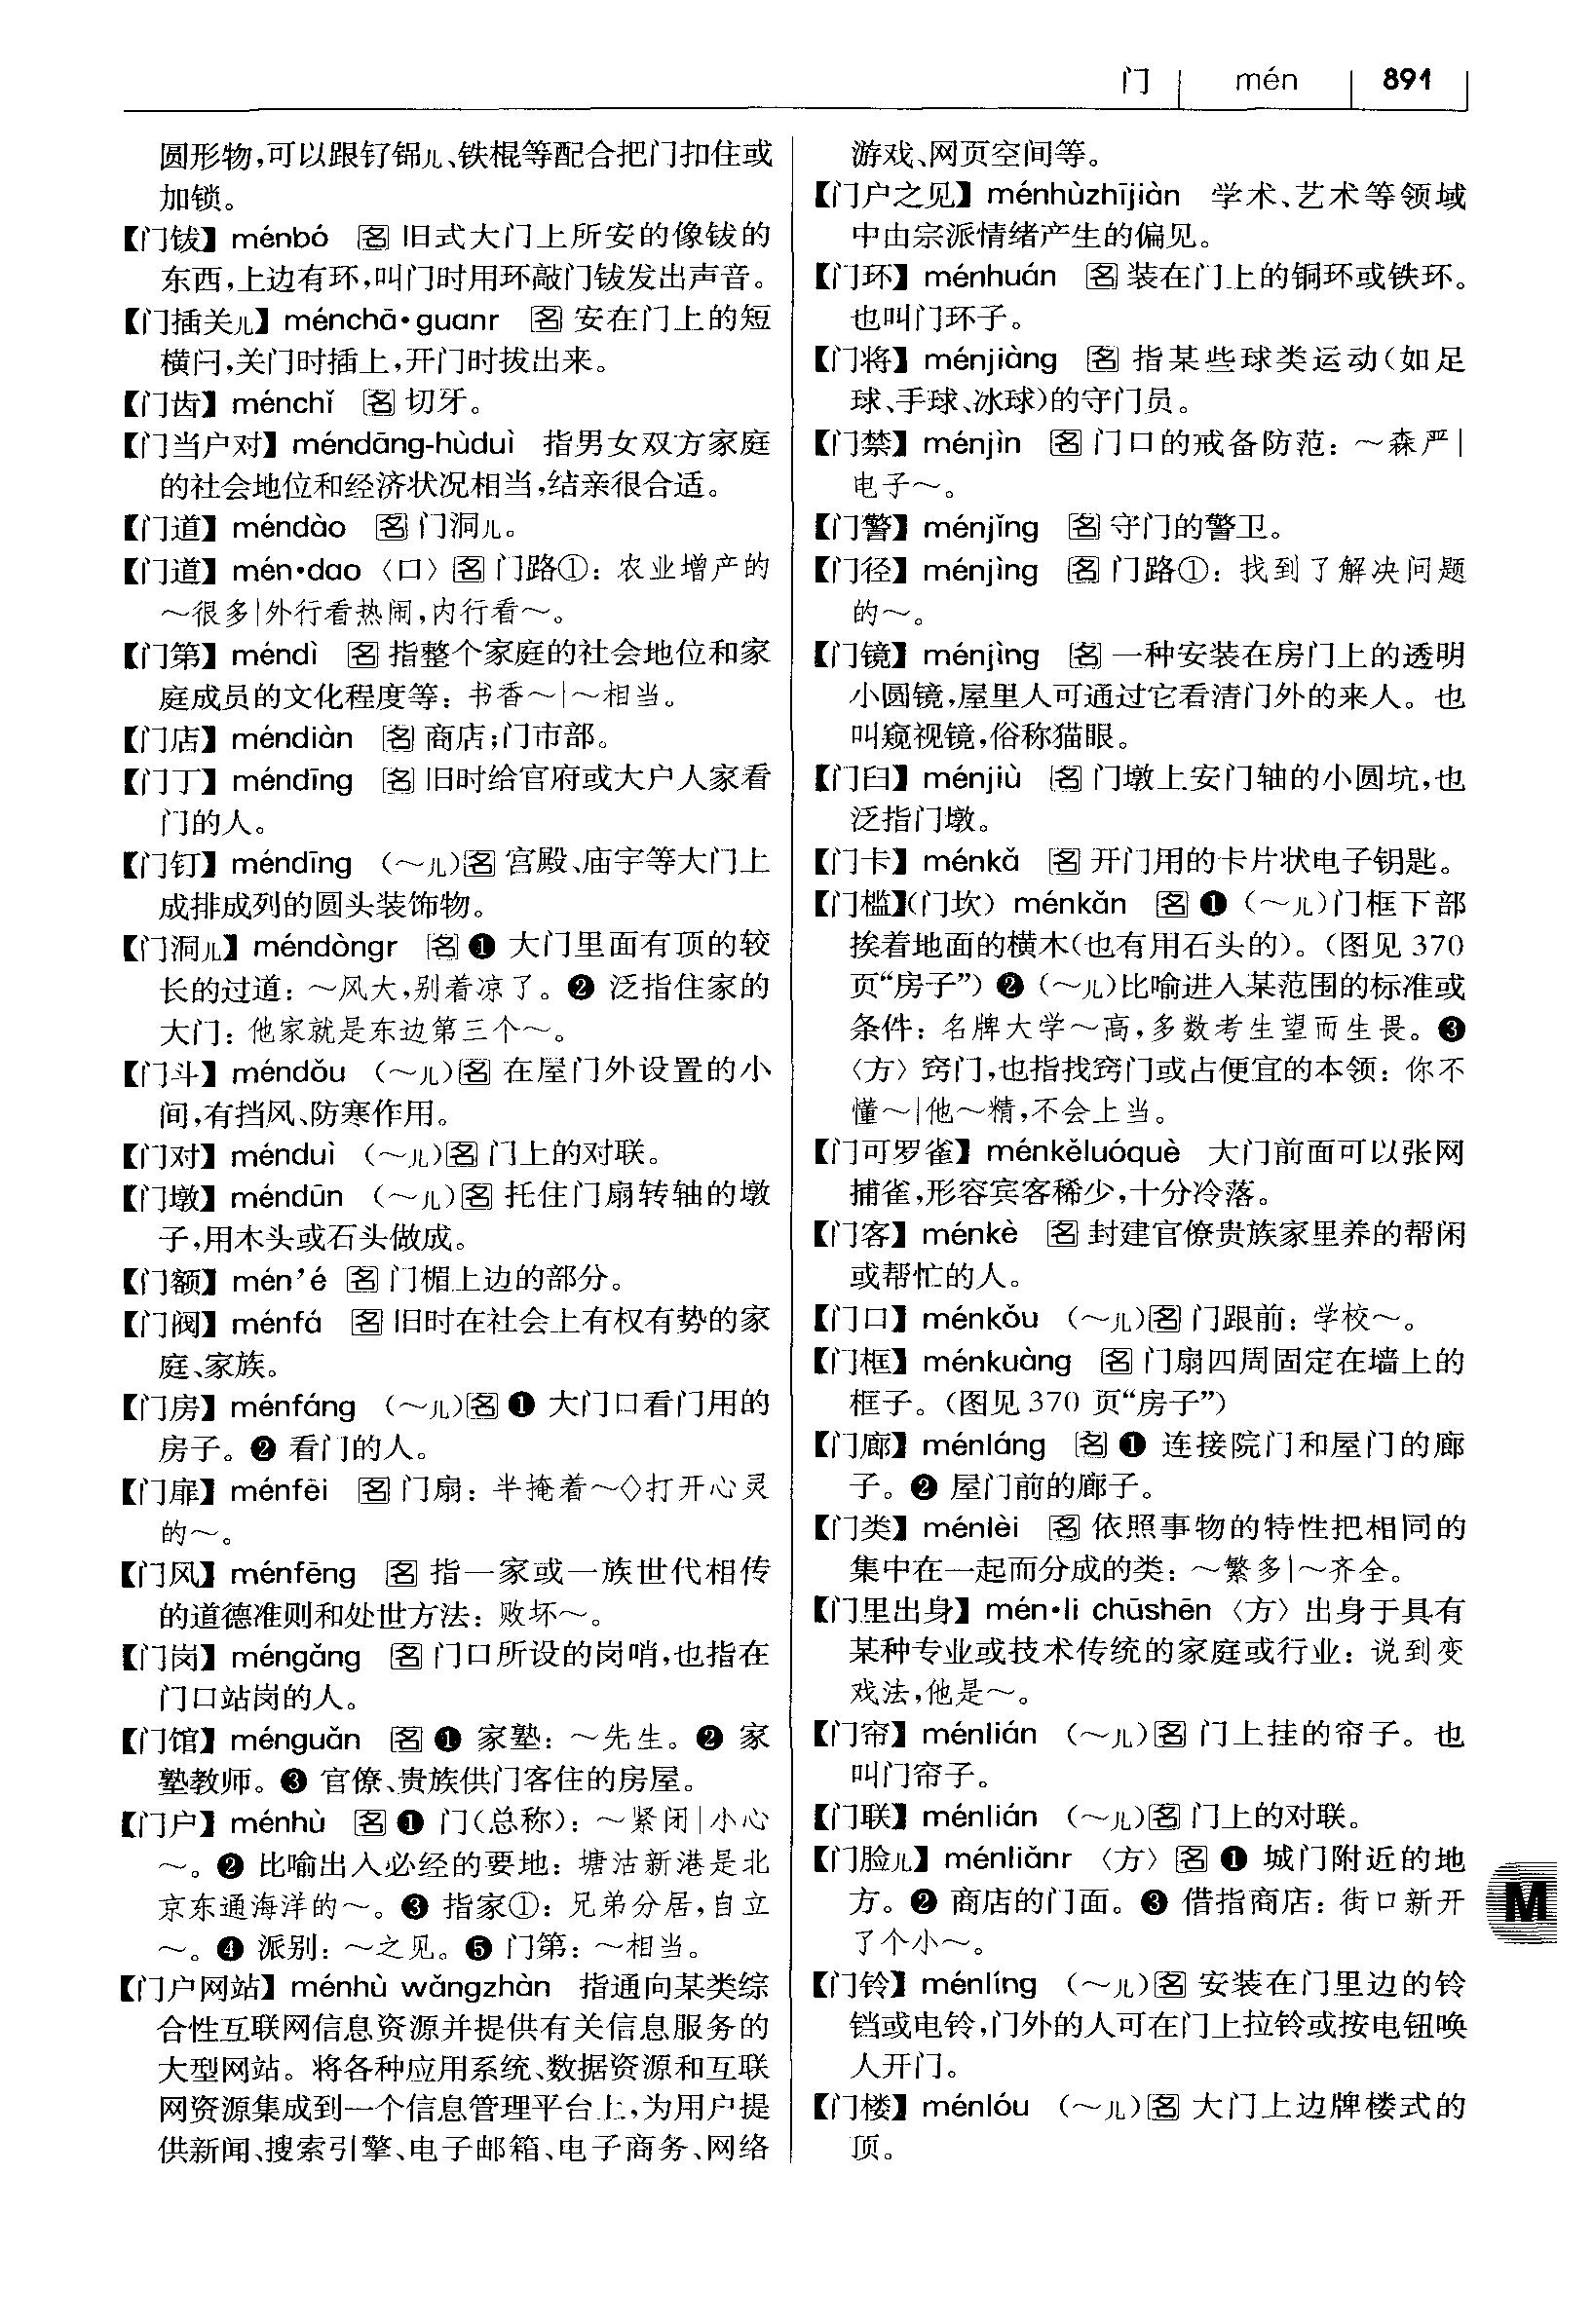 门 mén 891
圆形物,可以跟钌铞儿、铁棍等配合把门扣住或
加锁。
【门钹】ménbó 名 旧式大门上所安的像钹的
东西,上边有环,叫门时用环敲门钹发出声音。
【门插关儿】ménchā·guanr 名 安在门上的短
横闩,关门时插上,开门时拔出来。
【门齿】ménchǐ 名 切牙。
【门当户对】méndāng-hùduì 指男女双方家庭
的社会地位和经济状况相当,结亲很合适。
【门道】méndào 名 门洞儿。
【门道】mén·dao〈口〉名 门路①:农业增产的
～很多|外行看热闹,内行看～。
【门第】méndì 名 指整个家庭的社会地位和家
庭成员的文化程度等:书香～|～相当。
【门店】méndiàn 名 商店;门市部。
【门丁】méndīng 名 旧时给官府或大户人家看
门的人。
【门钉】méndīng (～儿)名 宫殿、庙宇等大门上
成排成列的圆头装饰物。
【门洞儿】méndòngr 名 ❶ 大门里面有顶的较
长的过道:～风大,别着凉了。❷ 泛指住家的
大门:他家就是东边第三个～。
【门斗】méndǒu (～儿)名 在屋门外设置的小
间,有挡风、防寒作用。
【门对】ménduì (～儿)名 门上的对联。
【门墩】méndūn (～儿)名 托住门扇转轴的墩
子,用木头或石头做成。
【门额】mén’é 名 门楣上边的部分。
【门阀】ménfá 名 旧时在社会上有权有势的家
庭、家族。
【门房】ménfáng (～儿)名 ❶ 大门口看门用的
房子。❷ 看门的人。
【门扉】ménfēi 名 门扇:半掩着～◇打开心灵
的～。
【门风】ménfēng 名 指一家或一族世代相传
的道德准则和处世方法:败坏～。
【门岗】méngǎng 名 门口所设的岗哨,也指在
门口站岗的人。
【门馆】ménguǎn 名 ❶ 家塾:～先生。❷ 家
塾教师。❸ 官僚、贵族供门客住的房屋。
【门户】ménhù 名 ❶ 门(总称):～紧闭|小心
～。❷ 比喻出入必经的要地:塘沽新港是北
京东通海洋的～。❸ 指家①:兄弟分居,自立
～。❹ 派别:～之见。❺ 门第:～相当。
【门户网站】ménhù wǎngzhàn 指通向某类综
合性互联网信息资源并提供有关信息服务的
大型网站。将各种应用系统、数据资源和互联
网资源集成到一个信息管理平台上,为用户提
供新闻、搜索引擎、电子邮箱、电子商务、网络
游戏、网页空间等。
【门户之见】ménhùzhījiàn 学术、艺术等领域
中由宗派情绪产生的偏见。
【门环】ménhuán 名 装在门上的铜环或铁环。
也叫门环子。
【门将】ménjiàng 名 指某些球类运动(如足
球、手球、冰球)的守门员。
【门禁】ménjìn 名 门口的戒备防范:～森严|
电子～。
【门警】ménjǐng 名 守门的警卫。
【门径】ménjìng 名 门路①:找到了解决问题
的～。
【门镜】ménjìng 名 一种安装在房门上的透明
小圆镜,屋里人可通过它看清门外的来人。也
叫窥视镜,俗称猫眼。
【门臼】ménjiù 名 门墩上安门轴的小圆坑,也
泛指门墩。
【门卡】ménkǎ 名 开门用的卡片状电子钥匙。
【门槛】(门坎) ménkǎn 名 ❶ (～儿)门框下部
挨着地面的横木(也有用石头的)。(图见 370
页“房子”) ❷ (～儿)比喻进入某范围的标准或
条件:名牌大学～高,多数考生望而生畏。❸
〈方〉窍门,也指找窍门或占便宜的本领:你不
懂～|他～精,不会上当。
【门可罗雀】ménkěluóquè 大门前面可以张网
捕雀,形容宾客稀少,十分冷落。
【门客】ménkè 名 封建官僚贵族家里养的帮闲
或帮忙的人。
【门口】ménkǒu (～儿)名 门跟前:学校～。
【门框】ménkuàng 名 门扇四周固定在墙上的
框子。(图见 370 页“房子”)
【门廊】ménláng 名 ❶ 连接院门和屋门的廊
子。❷ 屋门前的廊子。
【门类】ménlèi 名 依照事物的特性把相同的
集中在一起而分成的类:～繁多|～齐全。
【门里出身】mén·li chūshēn〈方〉出身于具有
某种专业或技术传统的家庭或行业:说到变
戏法,他是～。
【门帘】ménlián (～儿)名 门上挂的帘子。也
叫门帘子。
【门联】ménlián (～儿)名 门上的对联。
【门脸儿】ménliǎnr〈方〉名 ❶ 城门附近的地
方。❷ 商店的门面。❸ 借指商店:街口新开
了个小～。
【门铃】ménlíng (～儿)名 安装在门里边的铃
铛或电铃,门外的人可在门上拉铃或按电钮唤
人开门。
【门楼】ménlóu (～儿)名 大门上边牌楼式的
顶。
M